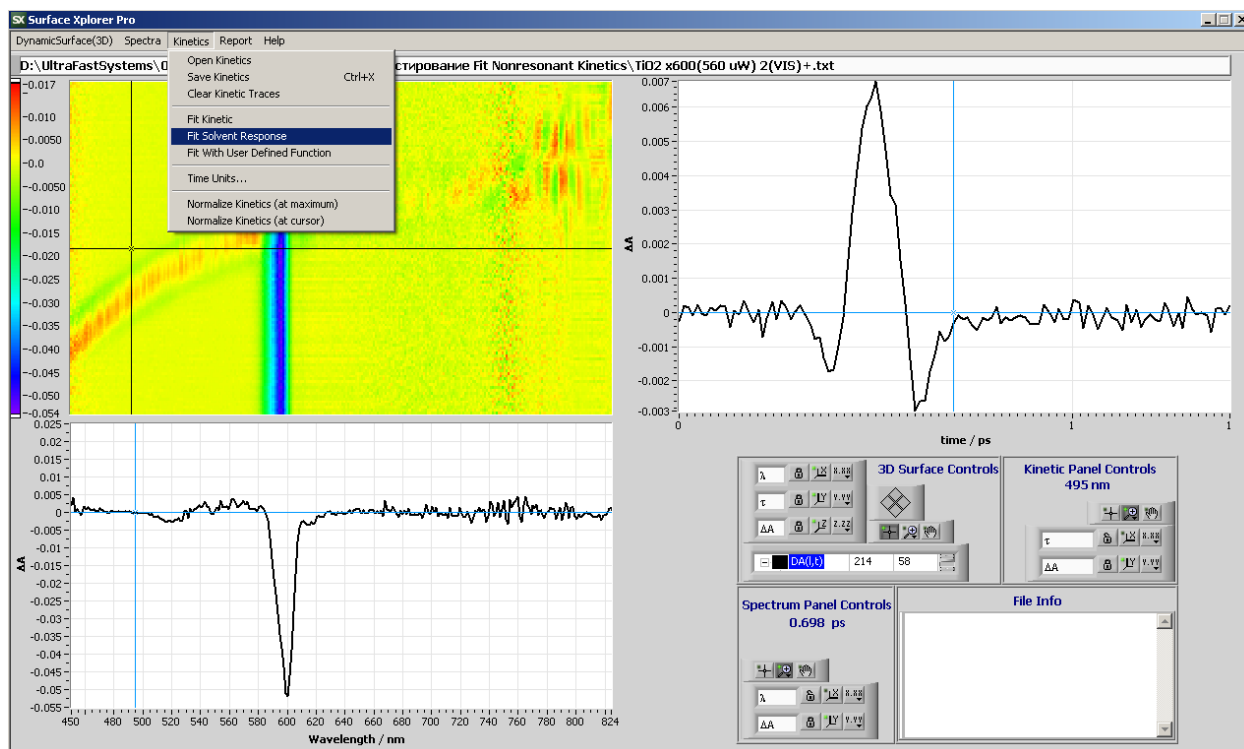 SX Surface Xplorer Pro
DynamicSurface(3D) Spectra Kinetics Report Help
D:\UltraFastSystems\0
стирование Fit Nonresonant Kinetics\TiO2 x600(560 uW) 2(VIS)+.txt
Open Kinetics
Save Kinetics Ctrl+X
Clear Kinetic Traces
Fit Kinetic
Fit Solvent Response
Fit With User Defined Function
Time Units...
Normalize Kinetics (at maximum)
Normalize Kinetics (at cursor)
-0.017
-0.010
-0.0050
-0.0
-0.0050
-0.010
-0.015
-0.020
-0.025
-0.030
-0.035
-0.040
-0.045
-0.050
-0.054
0.007
0.006
0.005
0.004
0.003
0.002
0.001
0
-0.001
-0.002
-0.003
ΔA
0 1 1
time / ps
0.025
0.02
0.015
0.01
0.005
0
-0.005
-0.01
-0.015
-0.02
-0.025
-0.03
-0.035
-0.04
-0.045
-0.05
-0.055
ΔA
450 480 500 520 540 560 580 600 620 640 660 680 700 720 740 760 780 800 824
Wavelength / nm
3D Surface Controls
λ X.XX
τ Y.YY
ΔA Z.ZZ
DA(l,t) 214 58
Kinetic Panel Controls
495 nm
τ X.XX
ΔA Y.YY
Spectrum Panel Controls
0.698 ps
λ X.XX
ΔA Y.YY
File Info